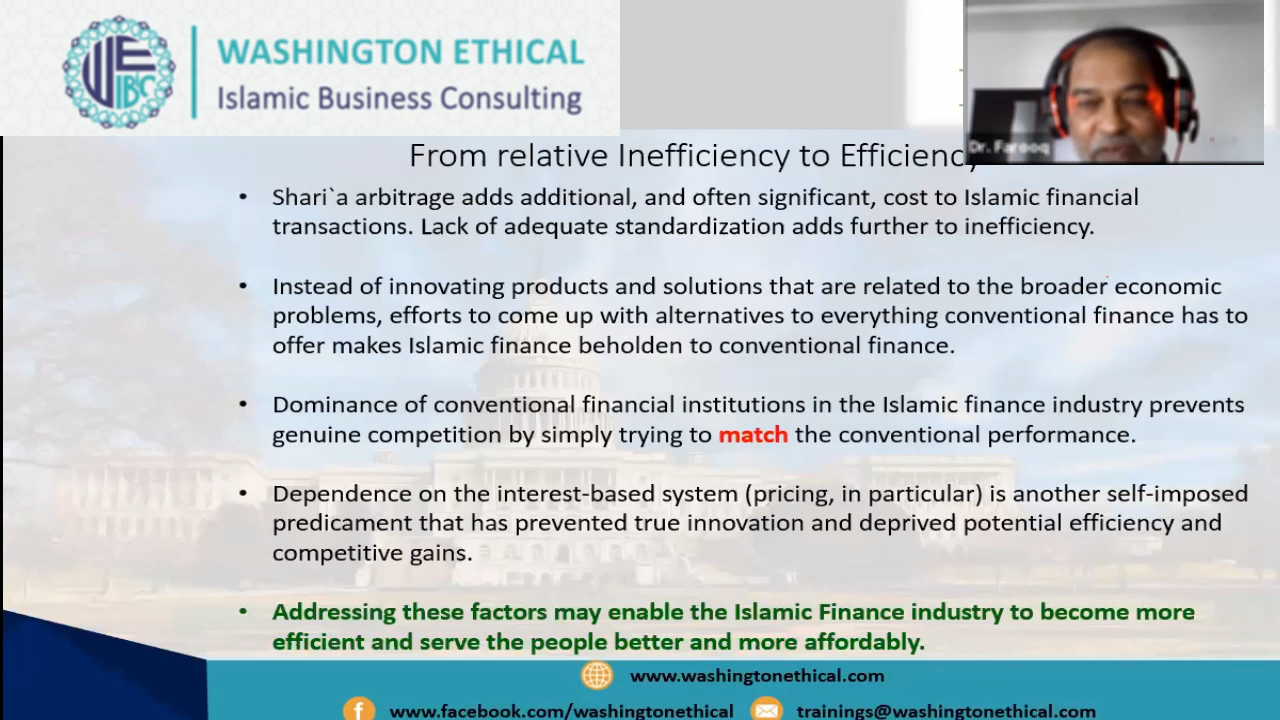 WASHINGTON ETHICAL
Islamic Business Consulting
WE
IBC
Dr. Farooq
From relative Inefficiency to Efficiency
• Shari`a arbitrage adds additional, and often significant, cost to Islamic financial
transactions. Lack of adequate standardization adds further to inefficiency.
• Instead of innovating products and solutions that are related to the broader economic
problems, efforts to come up with alternatives to everything conventional finance has to
offer makes Islamic finance beholden to conventional finance.
• Dominance of conventional financial institutions in the Islamic finance industry prevents
genuine competition by simply trying to match the conventional performance.
• Dependence on the interest-based system (pricing, in particular) is another self-imposed
predicament that has prevented true innovation and deprived potential efficiency and
competitive gains.
• Addressing these factors may enable the Islamic Finance industry to become more
efficient and serve the people better and more affordably.
www.washingtonethical.com
www.facebook.com/washingtonethical
trainings@washingtonethical.com